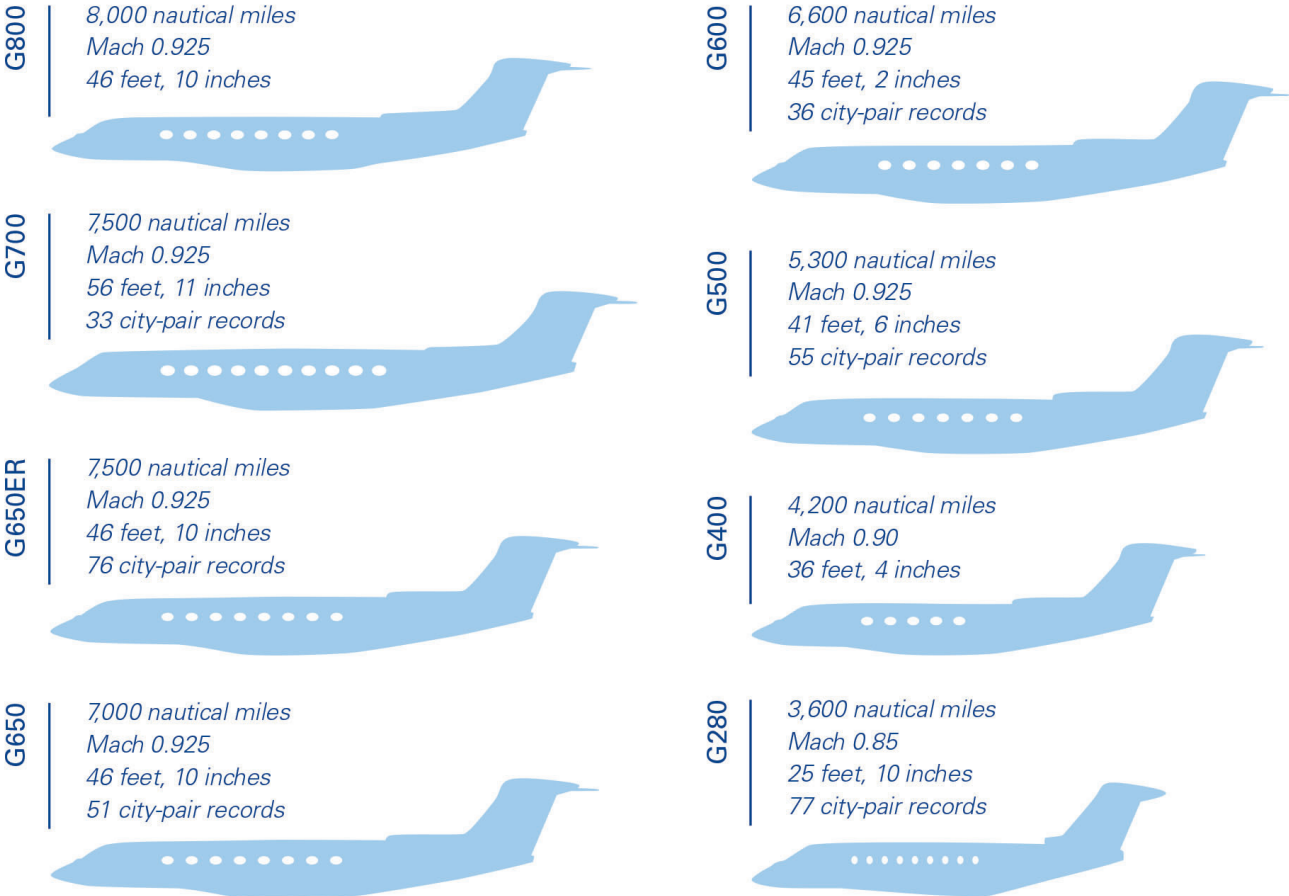 G800
8,000 nautical miles
Mach 0.925
46 feet, 10 inches
G700
7,500 nautical miles
Mach 0.925
56 feet, 11 inches
33 city-pair records
G650ER
7,500 nautical miles
Mach 0.925
46 feet, 10 inches
76 city-pair records
G650
7,000 nautical miles
Mach 0.925
46 feet, 10 inches
51 city-pair records
G600
6,600 nautical miles
Mach 0.925
45 feet, 2 inches
36 city-pair records
G500
5,300 nautical miles
Mach 0.925
41 feet, 6 inches
55 city-pair records
G400
4,200 nautical miles
Mach 0.90
36 feet, 4 inches
G280
3,600 nautical miles
Mach 0.85
25 feet, 10 inches
77 city-pair records